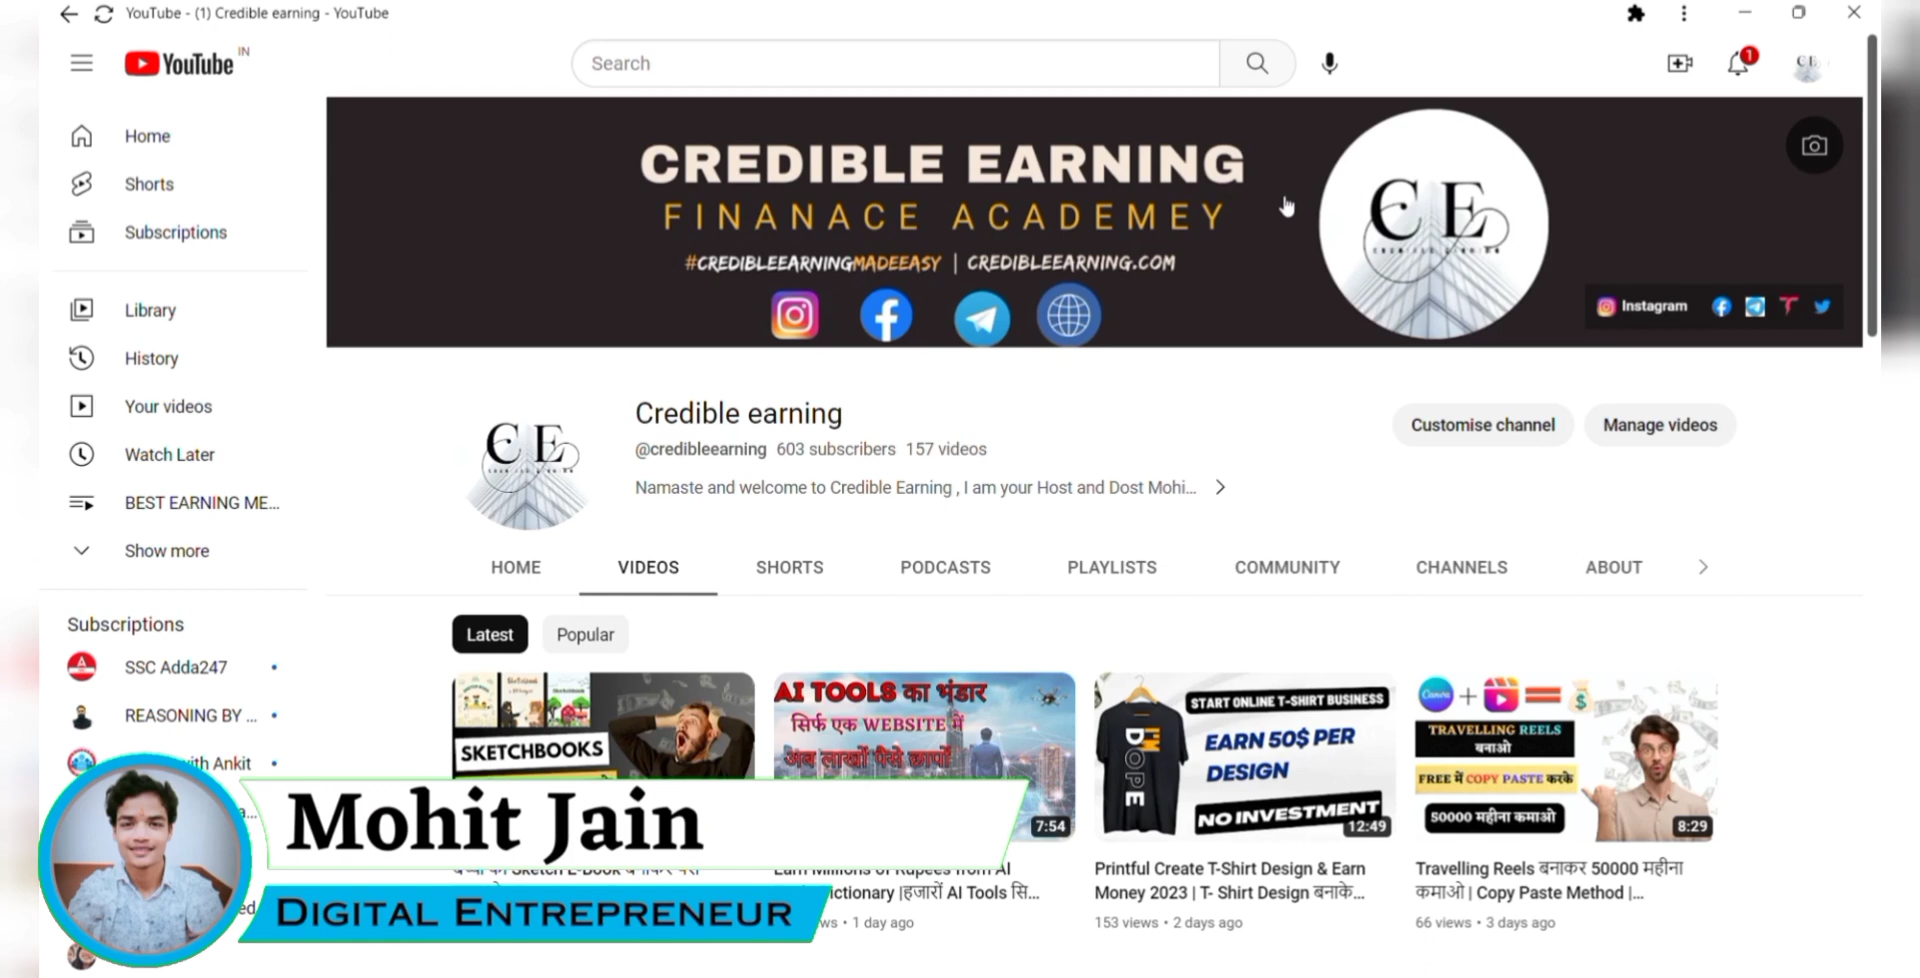 YouTube - (1) Credible earning - YouTube
YouTube IN
Search
1
Home
Shorts
Subscriptions
Library
History
Your videos
Watch Later
BEST EARNING ME...
Show more
Subscriptions
SSC Adda247
REASONING BY ...
ith Ankit
CREDIBLE EARNING
FINANACE ACADEMEY
#CREDIBLEEARNINGMADEEASY | CREDIBLEEARNING.COM
CE
Instagram
CE
Credible earning
@credibleearning 603 subscribers 157 videos
Namaste and welcome to Credible Earning , I am your Host and Dost Mohi...
Customise channel
Manage videos
HOME VIDEOS SHORTS PODCASTS PLAYLISTS COMMUNITY CHANNELS ABOUT
Latest Popular
SKETCHBOOKS
AI TOOLS का भंडार
सिर्फ एक WEBSITE में
अब लाखों पैसे छापों
7:54
DOPE
START ONLINE T-SHIRT BUSINESS
EARN 50$ PER
DESIGN
NO INVESTMENT
12:49
Canva + = $
TRAVELLING REELS
बनाओ
FREE में COPY PASTE करके
50000 महीना कमाओ
8:29
AI
ictionary |हजारों AI Tools सि...
ws • 1 day ago
Printful Create T-Shirt Design & Earn
Money 2023 | T- Shirt Design बनाके...
153 views • 2 days ago
Travelling Reels बनाकर 50000 महीना
कमाओ | Copy Paste Method |...
66 views • 3 days ago
Mohit Jain
DIGITAL ENTREPRENEUR